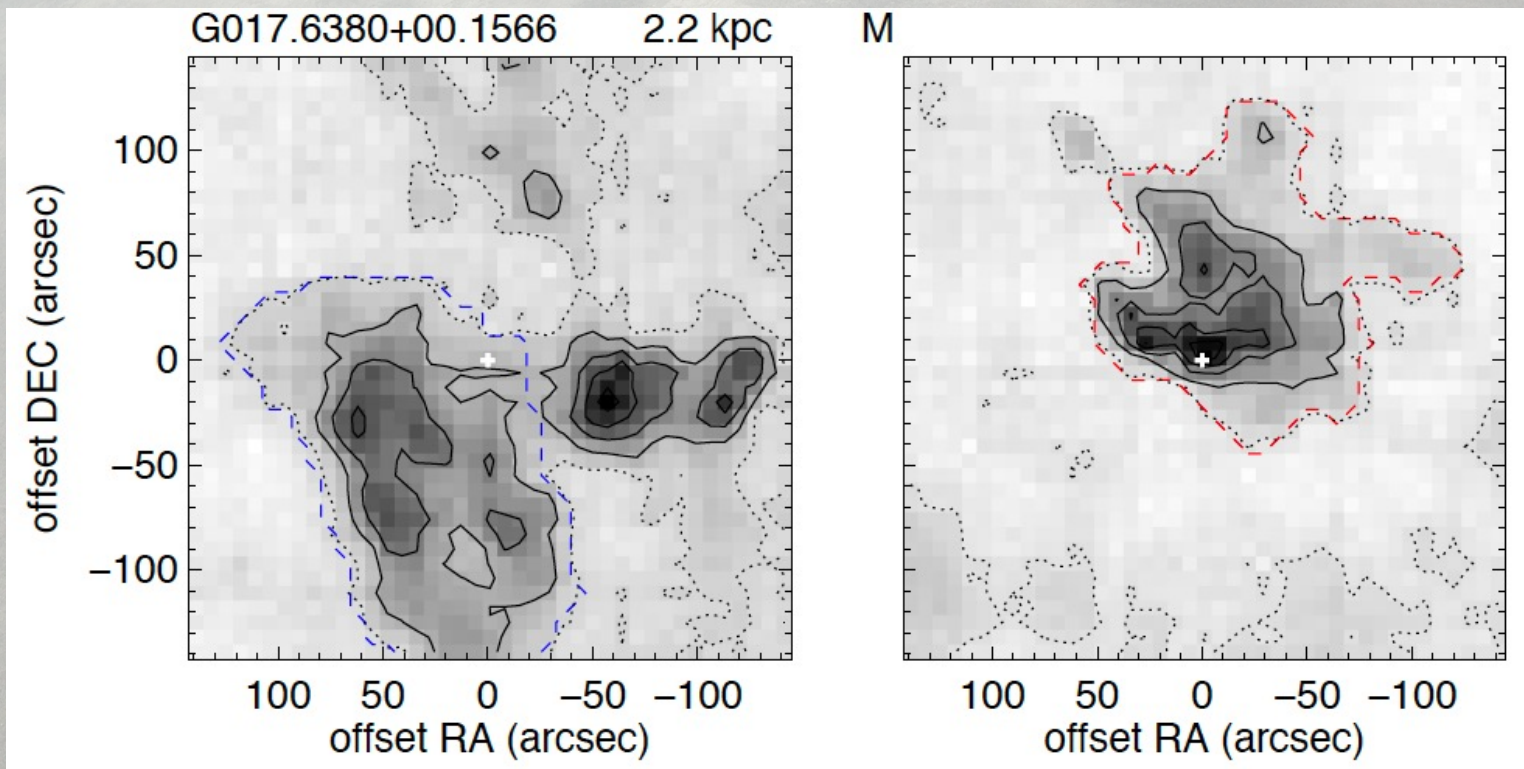 G017.6380+00.1566 2.2 kpc M
offset DEC (arcsec)
100
50
0
−50
−100
100 50 0 −50 −100
offset RA (arcsec)
100 50 0 −50 −100
offset RA (arcsec)